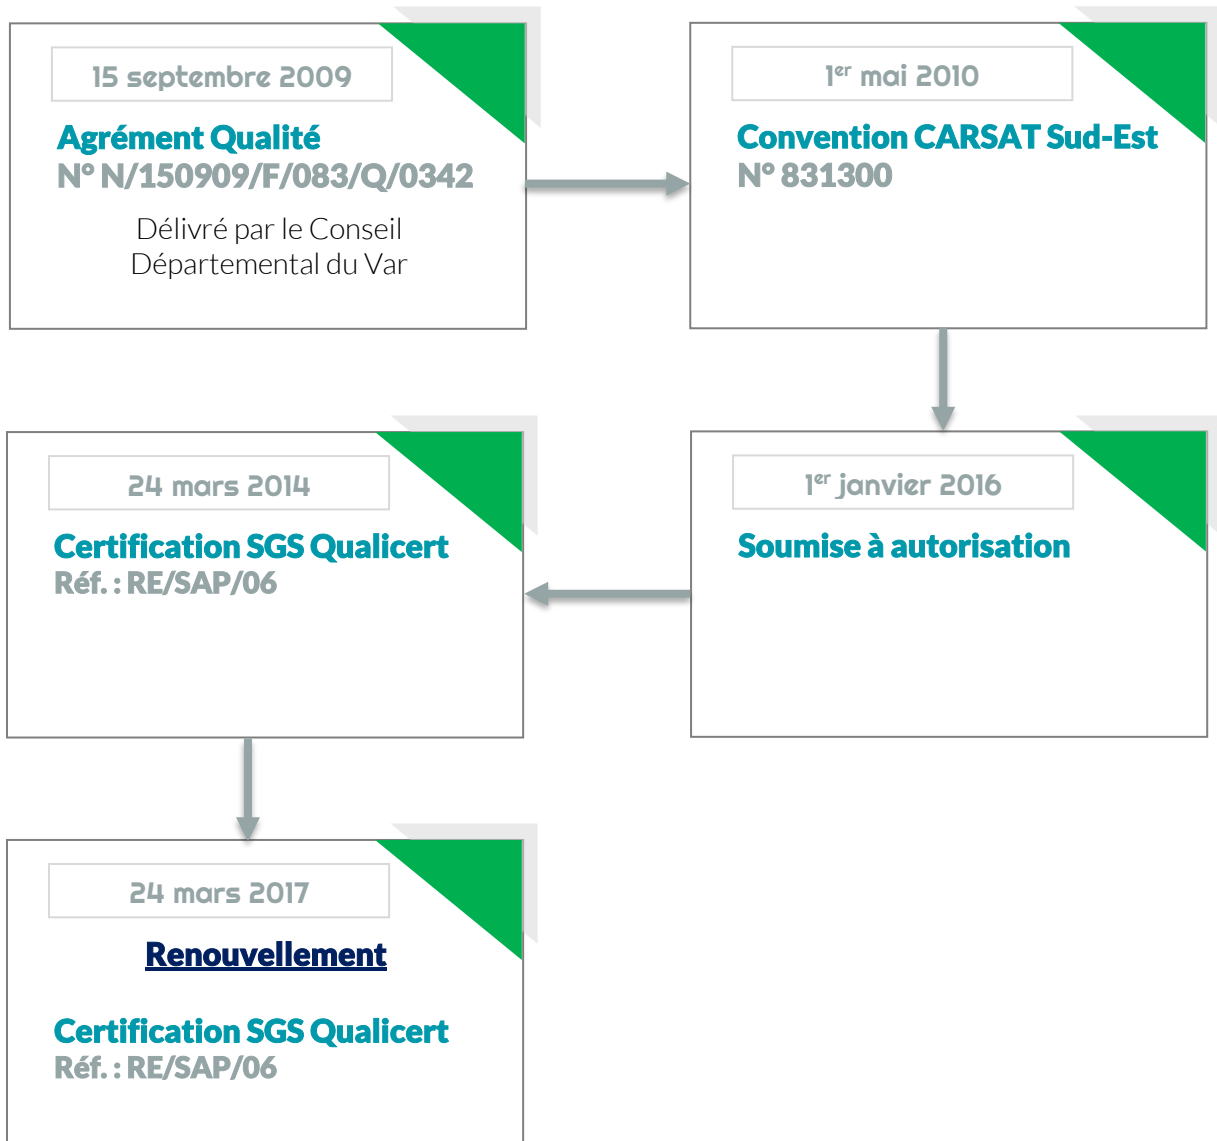 15 septembre 2009
Agrément Qualité
N° N/150909/F/083/Q/0342
Délivré par le Conseil
Départemental du Var
1er mai 2010
Convention CARSAT Sud-Est
N° 831300
1er janvier 2016
Soumise à autorisation
24 mars 2014
Certification SGS Qualicert
Réf. : RE/SAP/06
24 mars 2017
Renouvellement
Certification SGS Qualicert
Réf. : RE/SAP/06